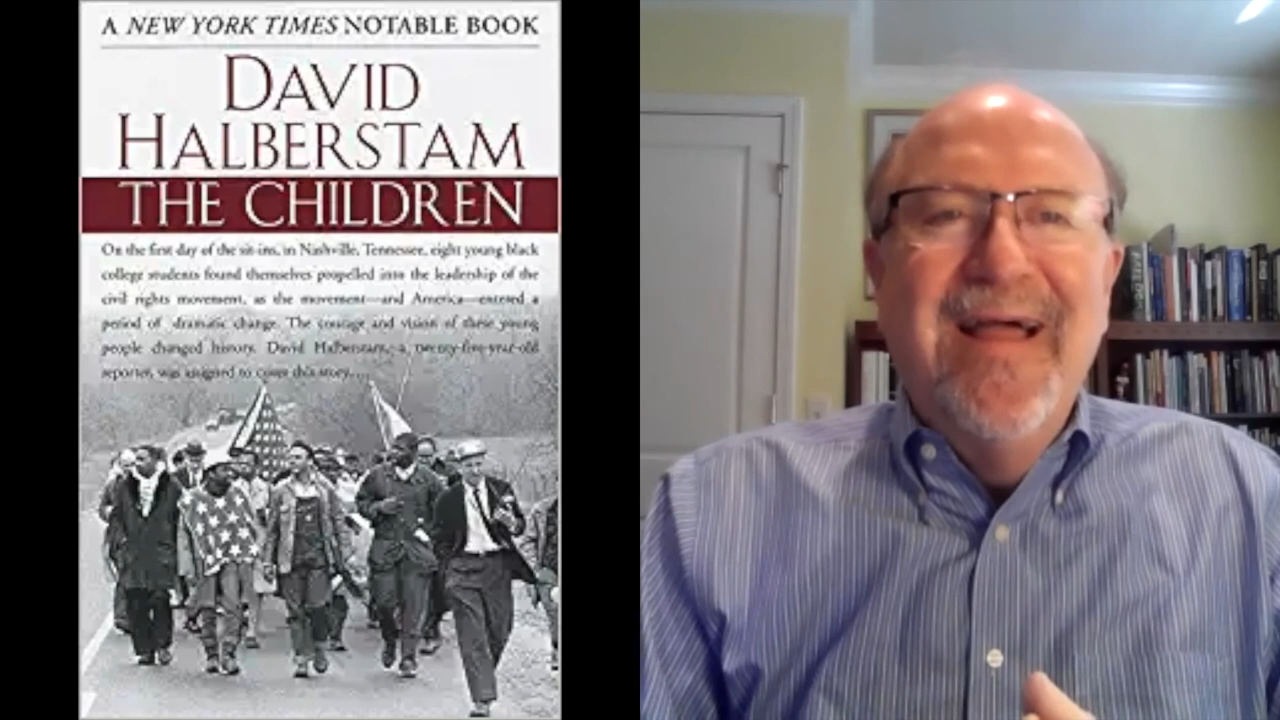 A NEW YORK TIMES NOTABLE BOOK
DAVID
HALBERSTAM
THE CHILDREN
On the first day of the sit-ins, in Nashville, Tennessee, eight young black
college students found themselves propelled into the leadership of the
civil rights movement, as the movement—and America—entered a
period of dramatic change. The courage and vision of these young
people changed history. David Halberstam, a twenty-five-year-old
reporter, was assigned to cover this story....